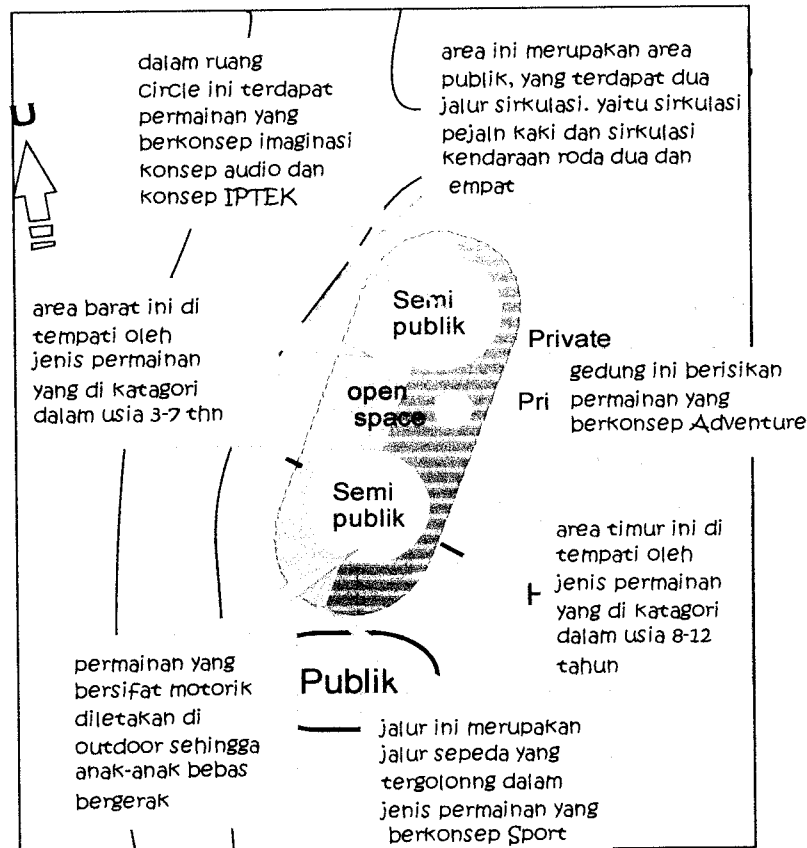 dalam ruang
circle ini terdapat
permainan yang
berkonsep imaginasi
konsep audio dan
konsep IPTEK
area ini merupakan area
publik, yang terdapat dua
jalur sirkulasi. yaitu sirkulasi
pejaln kaki dan sirkulasi
kendaraan roda dua dan
empat
U
area barat ini di
tempati oleh
jenis permainan
yang di katagori
dalam usia 3-7 thn
Semi
publik
Private
open
space
Pri
gedung ini berisikan
permainan yang
berkonsep Adventure
Semi
publik
area timur ini di
tempati oleh
jenis permainan
yang di katagori
dalam usia 8-12
tahun
permainan yang
bersifat motorik
diletakan di
outdoor sehingga
anak-anak bebas
bergerak
Publik
jalur ini merupakan
jalur sepeda yang
tergolonng dalam
jenis permainan yang
berkonsep Sport